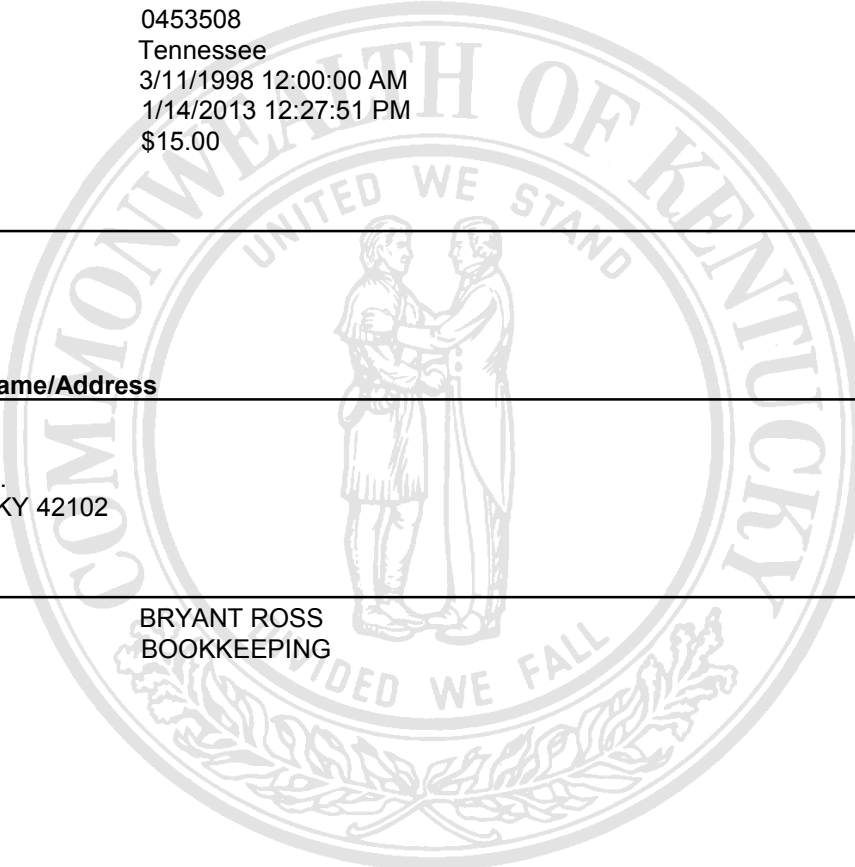 0453508
Tennessee
3/11/1998 12:00:00 AM
1/14/2013 12:27:51 PM
$15.00
COMMONWEALTH OF KENTUCKY
UNITED WE STAND
ame/Address
.
KY 42102
BRYANT ROSS
BOOKKEEPING
DIVIDED WE FALL